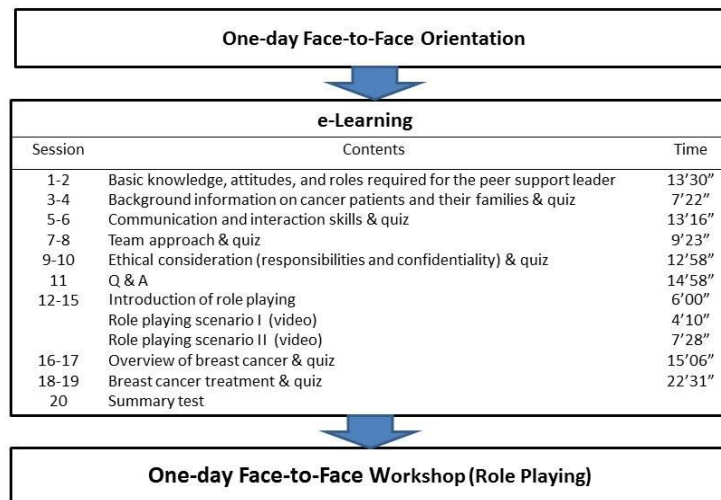 One-day Face-to-Face Orientation
e-Learning
Session Contents Time
1-2 Basic knowledge, attitudes, and roles required for the peer support leader 13’30”
3-4 Background information on cancer patients and their families & quiz 7’22”
5-6 Communication and interaction skills & quiz 13’16”
7-8 Team approach & quiz 9’23”
9-10 Ethical consideration (responsibilities and confidentiality) & quiz 12’58”
11 Q & A 14’58”
12-15 Introduction of role playing 6’00”
Role playing scenario I (video) 4’10”
Role playing scenario II (video) 7’28”
16-17 Overview of breast cancer & quiz 15’06”
18-19 Breast cancer treatment & quiz 22’31”
20 Summary test
One-day Face-to-Face Workshop (Role Playing)